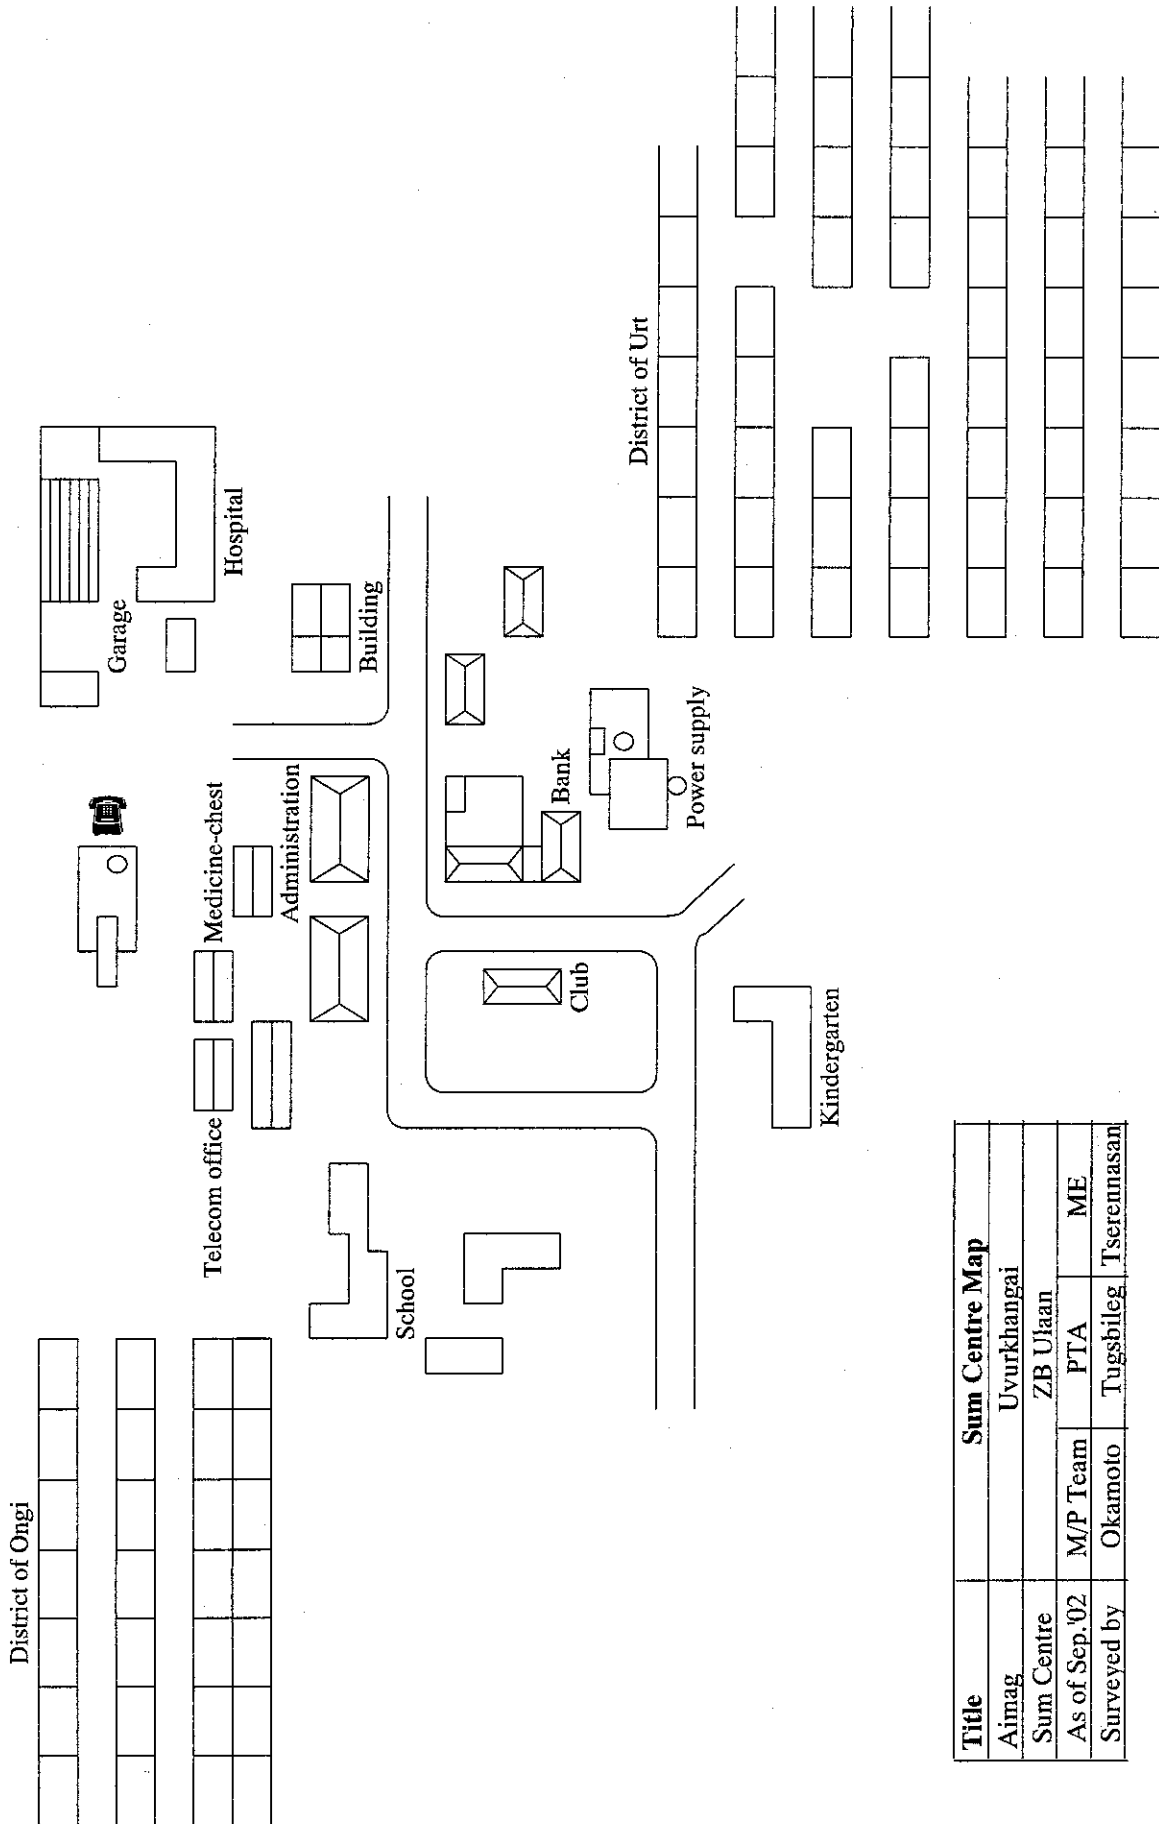 District of Ongi
Garage
Hospital
Medicine-chest
Telecom office
Administration
Building
School
District of Urt
Bank
Club
Power supply
Kindergarten
Title Sum Centre Map
Aimag Uvurkhangai
Sum Centre ZB Ulaan
As of Sep.'02 M/P Team PTA ME
Surveyed by Okamoto Tugsbileg Tserennasan